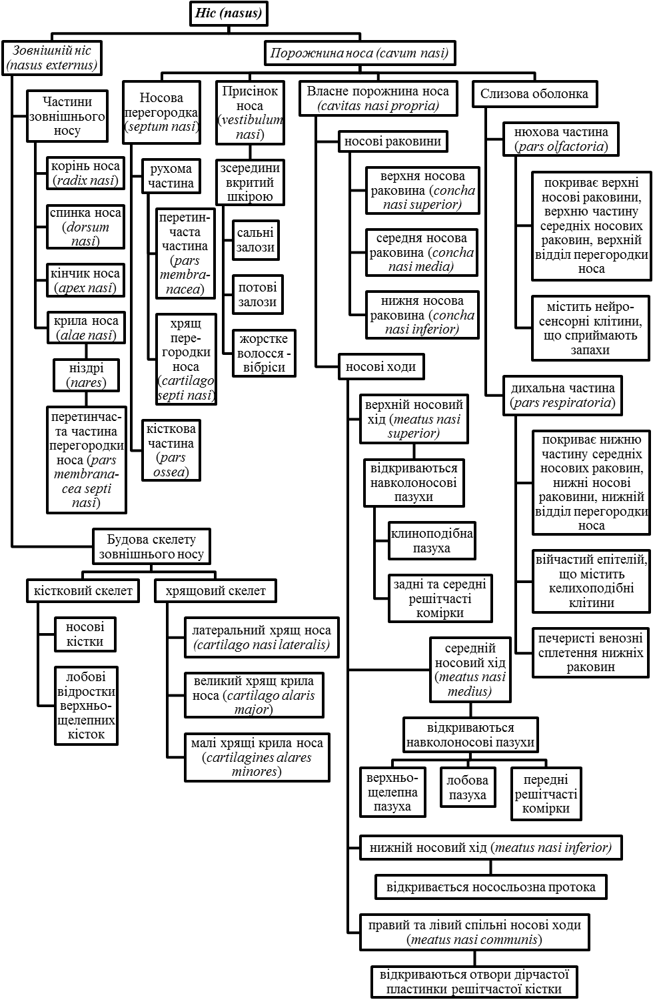 Ніс (nasus)
Зовнішній ніс
(nasus externus)
Частини
зовнішнього
носу
корінь носа
(radix nasi)
спинка носа
(dorsum
nasi)
кінчик носа
(apex nasi)
крила носа
(alae nasi)
ніздрі
(nares)
перетинчас-
та частина
перегородки
носа (pars
membrana-
cea septi
nasi)
Будова скелету
зовнішнього носу
кістковий скелет
носові
кістки
лобові
відростки
верхньо-
щелепних
кісток
хрящовий скелет
латеральний хрящ носа
(cartilago nasi lateralis)
великий хрящ крила
носа (cartilago alaris
major)
малі хрящі крила носа
(cartilagines alares
minores)
Порожнина носа (cavum nasi)
Носова
перегородка
(septum nasi)
рухома
частина
перетин-
часта
частина
(pars
membra-
nacea)
хрящ
пере-
городки
носа
(cartilago
septi nasi)
кісткова
частина
(pars
ossea)
Присінок
носа
(vestibulum
nasi)
зсередини
вкритий
шкірою
сальні
залози
потові
залози
жорстке
волосся -
вібріси
Власне порожнина носа
(cavitas nasi propria)
носові раковини
верхня носова
раковина (concha
nasi superior)
середня носова
раковина (concha
nasi media)
нижня носова
раковина (concha
nasi inferior)
носові ходи
верхній носовий
хід (meatus nasi
superior)
відкриваються
навколоносові
пазухи
клиноподібна
пазуха
задні та середні
решітчасті
комірки
середній
носовий хід
(meatus nasi
medius)
відкриваються
навколоносові пазухи
верхньо-
щелепна
пазуха
лобова
пазуха
передні
решітчасті
комірки
нижній носовий хід (meatus nasi inferior)
відкривається нососльозна протока
правий та лівий спільні носові ходи
(meatus nasi communis)
відкриваються отвори дірчастої
пластинки решітчастої кістки
Слизова оболонка
нюхова частина
(pars olfactoria)
покриває верхні
носові раковини,
верхню частину
середніх носових
раковин, верхній
відділ перегородки
носа
містить нейро-
сенсорні клітини,
що сприймають
запахи
дихальна частина
(pars respiratoria)
покриває нижню
частину середніх
носових раковин,
нижні носові
раковини, нижній
відділ перегородки
носа
війчастий епітелій,
що містить
келихоподібні
клітини
печеристі венозні
сплетення нижніх
раковин